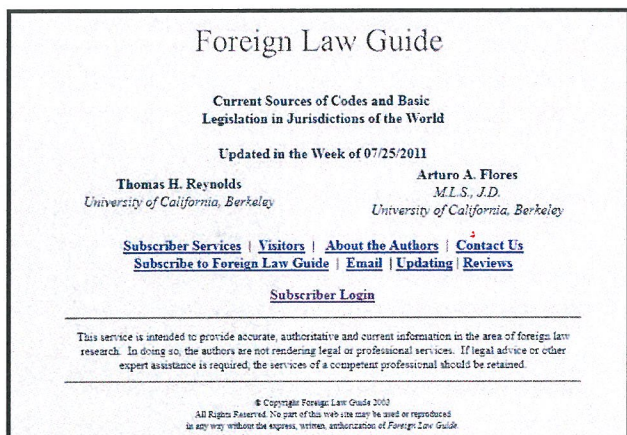 Foreign Law Guide
Current Sources of Codes and Basic
Legislation in Jurisdictions of the World
Updated in the Week of 07/25/2011
Thomas H. Reynolds
University of California, Berkeley
Arturo A. Flores
M.L.S., J.D.
University of California, Berkeley
Subscriber Services | Visitors | About the Authors | Contact Us
Subscribe to Foreign Law Guide | Email | Updating | Reviews
Subscriber Login
This service is intended to provide accurate, authoritative and current information in the area of foreign law
research. In doing so, the authors are not rendering legal or professional services. If legal advice or other
expert assistance is required, the services of a competent professional should be retained.
© Copyright Foreign Law Guide 2003
All Rights Reserved. No part of this web site may be used or reproduced
in any way without the express, written, authorization of Foreign Law Guide.